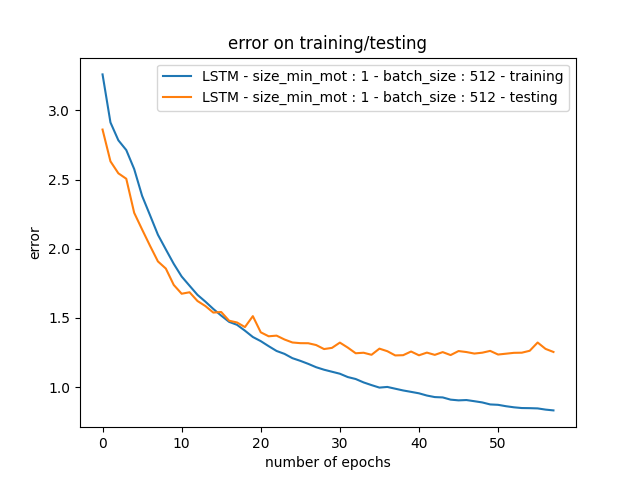 error on training/testing
LSTM - size_min_mot : 1 - batch_size : 512 - training
LSTM - size_min_mot : 1 - batch_size : 512 - testing
3.0
2.5
2.0
1.5
1.0
error
0 10 20 30 40 50
number of epochs